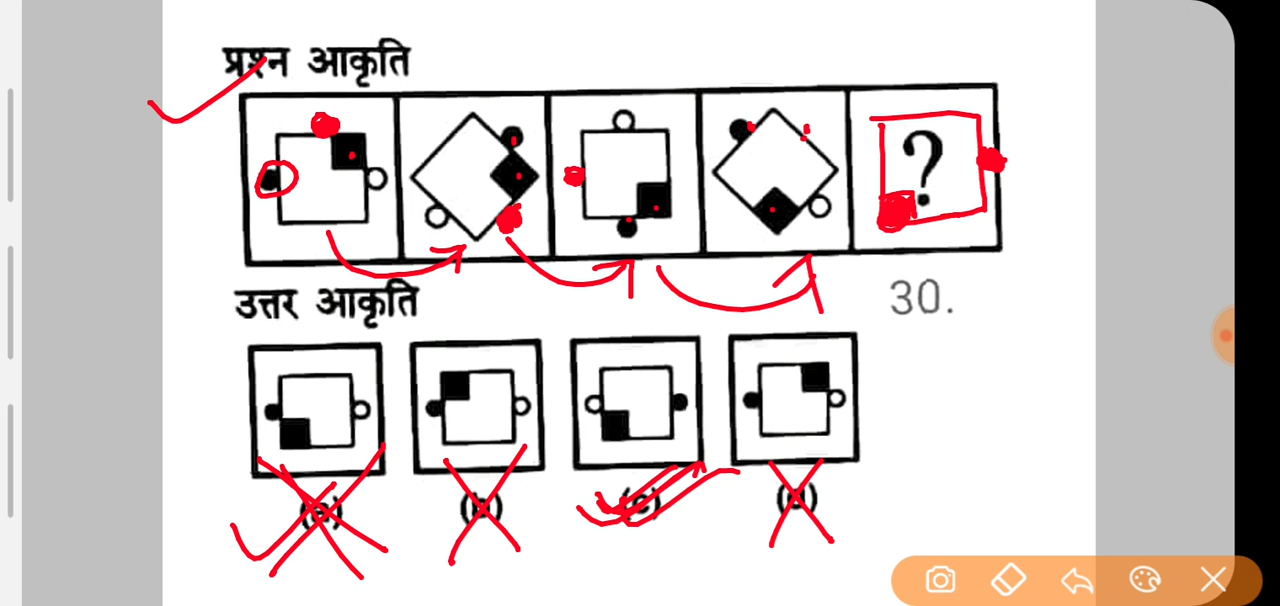 प्रश्न आकृति
?
उत्तर आकृति
30.
(a) (b) (c) (d)